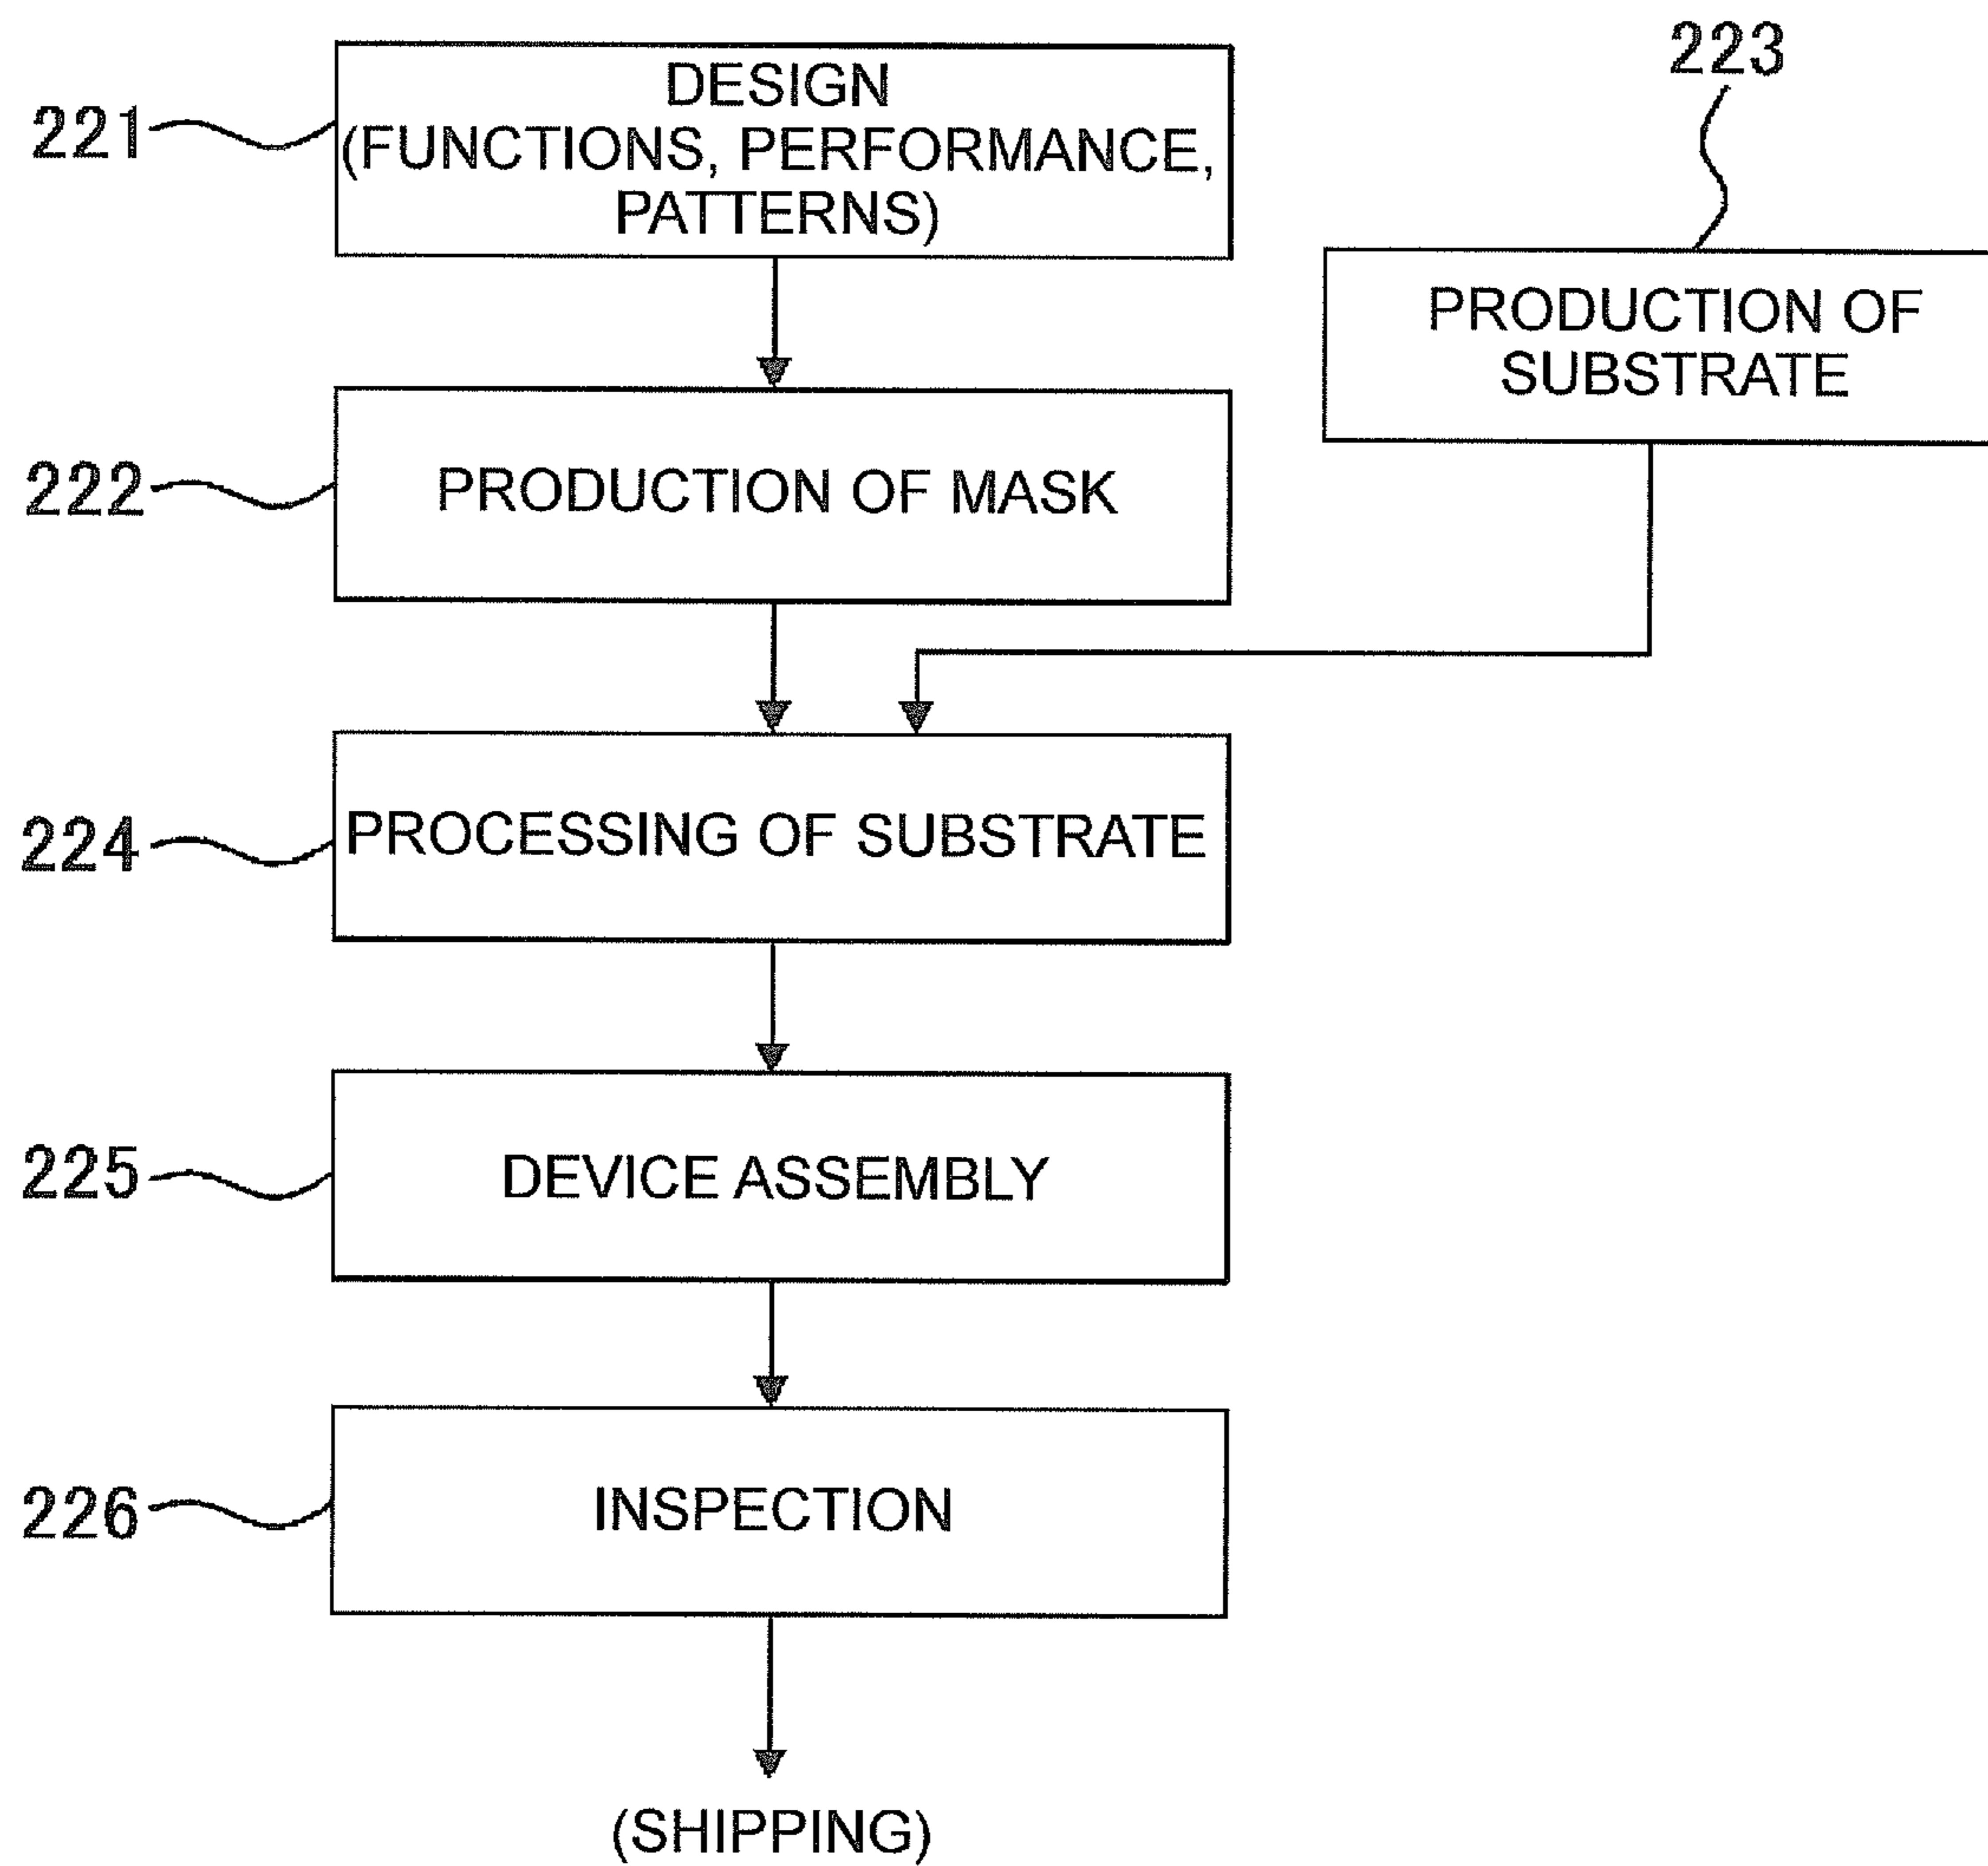 221
DESIGN
(FUNCTIONS, PERFORMANCE,
PATTERNS)
223
PRODUCTION OF
SUBSTRATE
222
PRODUCTION OF MASK
224
PROCESSING OF SUBSTRATE
225
DEVICE ASSEMBLY
226
INSPECTION
(SHIPPING)